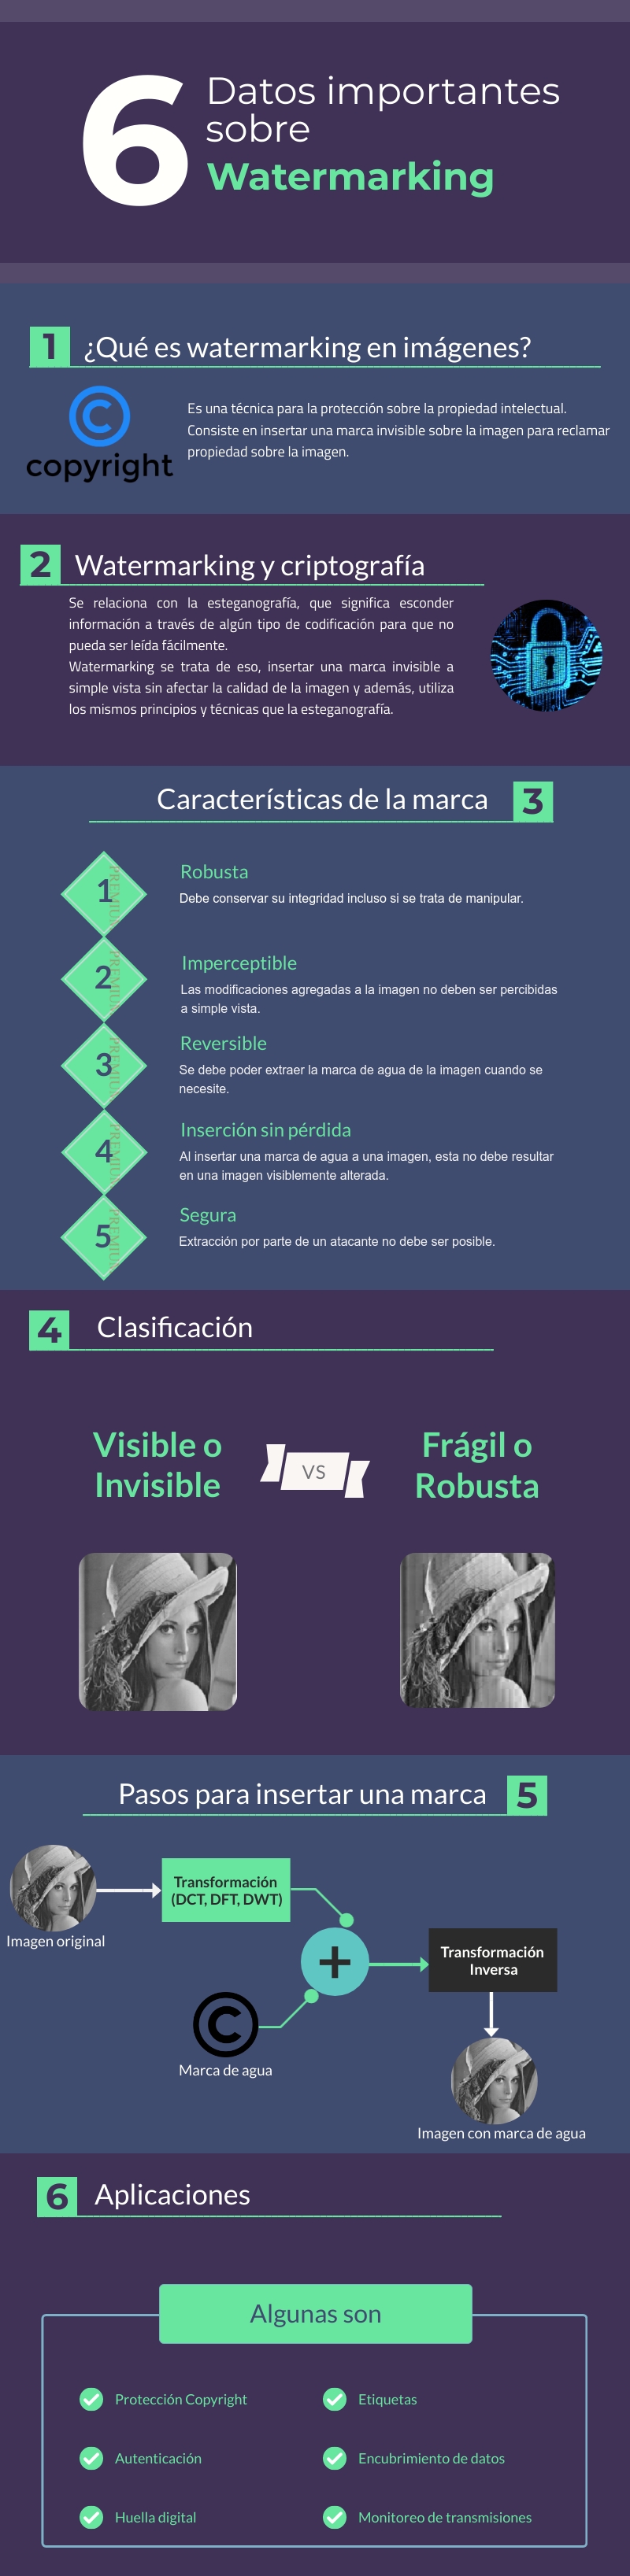 6
Datos importantes
sobre
Watermarking
1
¿Qué es watermarking en imágenes?
©
copyright
Es una técnica para la protección sobre la propiedad intelectual.
Consiste en insertar una marca invisible sobre la imagen para reclamar
propiedad sobre la imagen.
2
Watermarking y criptografía
Se relaciona con la esteganografía, que significa esconder
información a través de algún tipo de codificación para que no
pueda ser leída fácilmente.
Watermarking se trata de eso, insertar una marca invisible a
simple vista sin afectar la calidad de la imagen y además, utiliza
los mismos principios y técnicas que la esteganografía.
Características de la marca
3
1
PREMIUM
Robusta
Debe conservar su integridad incluso si se trata de manipular.
2
PREMIUM
Imperceptible
Las modificaciones agregadas a la imagen no deben ser percibidas
a simple vista.
3
PREMIUM
Reversible
Se debe poder extraer la marca de agua de la imagen cuando se
necesite.
4
PREMIUM
Inserción sin pérdida
Al insertar una marca de agua a una imagen, esta no debe resultar
en una imagen visiblemente alterada.
5
PREMIUM
Segura
Extracción por parte de un atacante no debe ser posible.
4
Clasificación
Visible o
Invisible
VS
Frágil o
Robusta
Pasos para insertar una marca
5
Imagen original
Transformación
(DCT, DFT, DWT)
+
©
Marca de agua
Transformación
Inversa
Imagen con marca de agua
6
Aplicaciones
Algunas son
Protección Copyright
Etiquetas
Autenticación
Encubrimiento de datos
Huella digital
Monitoreo de transmisiones